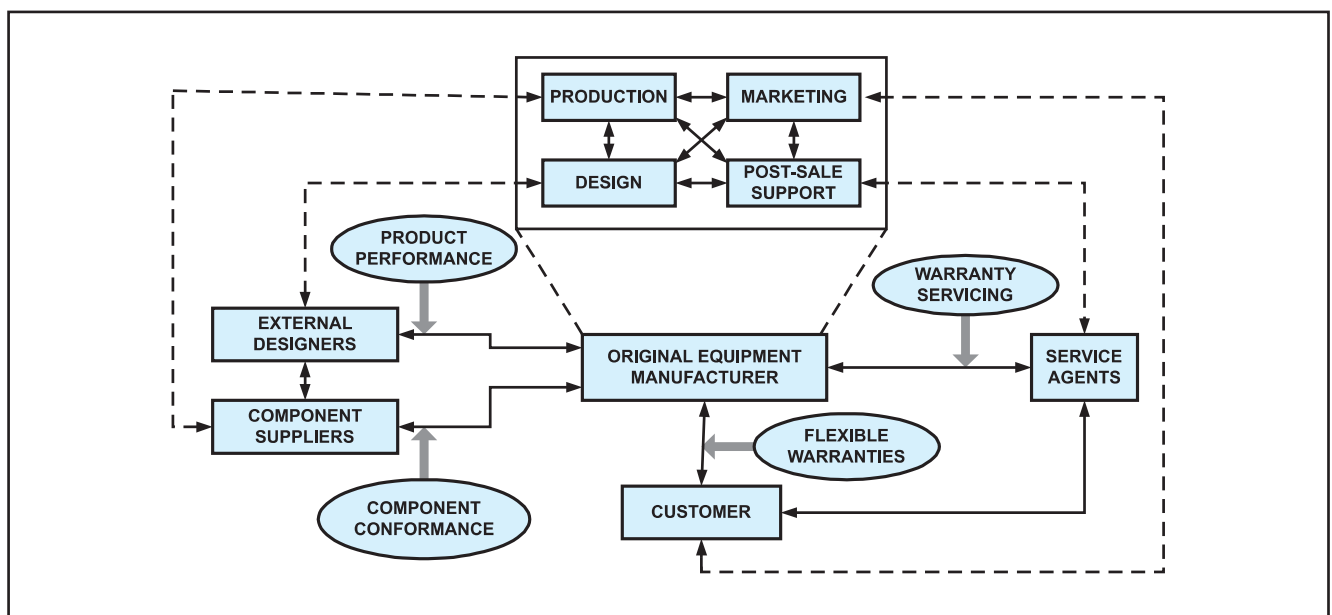 PRODUCTION
MARKETING
DESIGN
POST-SALE
SUPPORT
PRODUCT
PERFORMANCE
WARRANTY
SERVICING
EXTERNAL
DESIGNERS
ORIGINAL EQUIPMENT
MANUFACTURER
SERVICE
AGENTS
COMPONENT
SUPPLIERS
FLEXIBLE
WARRANTIES
COMPONENT
CONFORMANCE
CUSTOMER